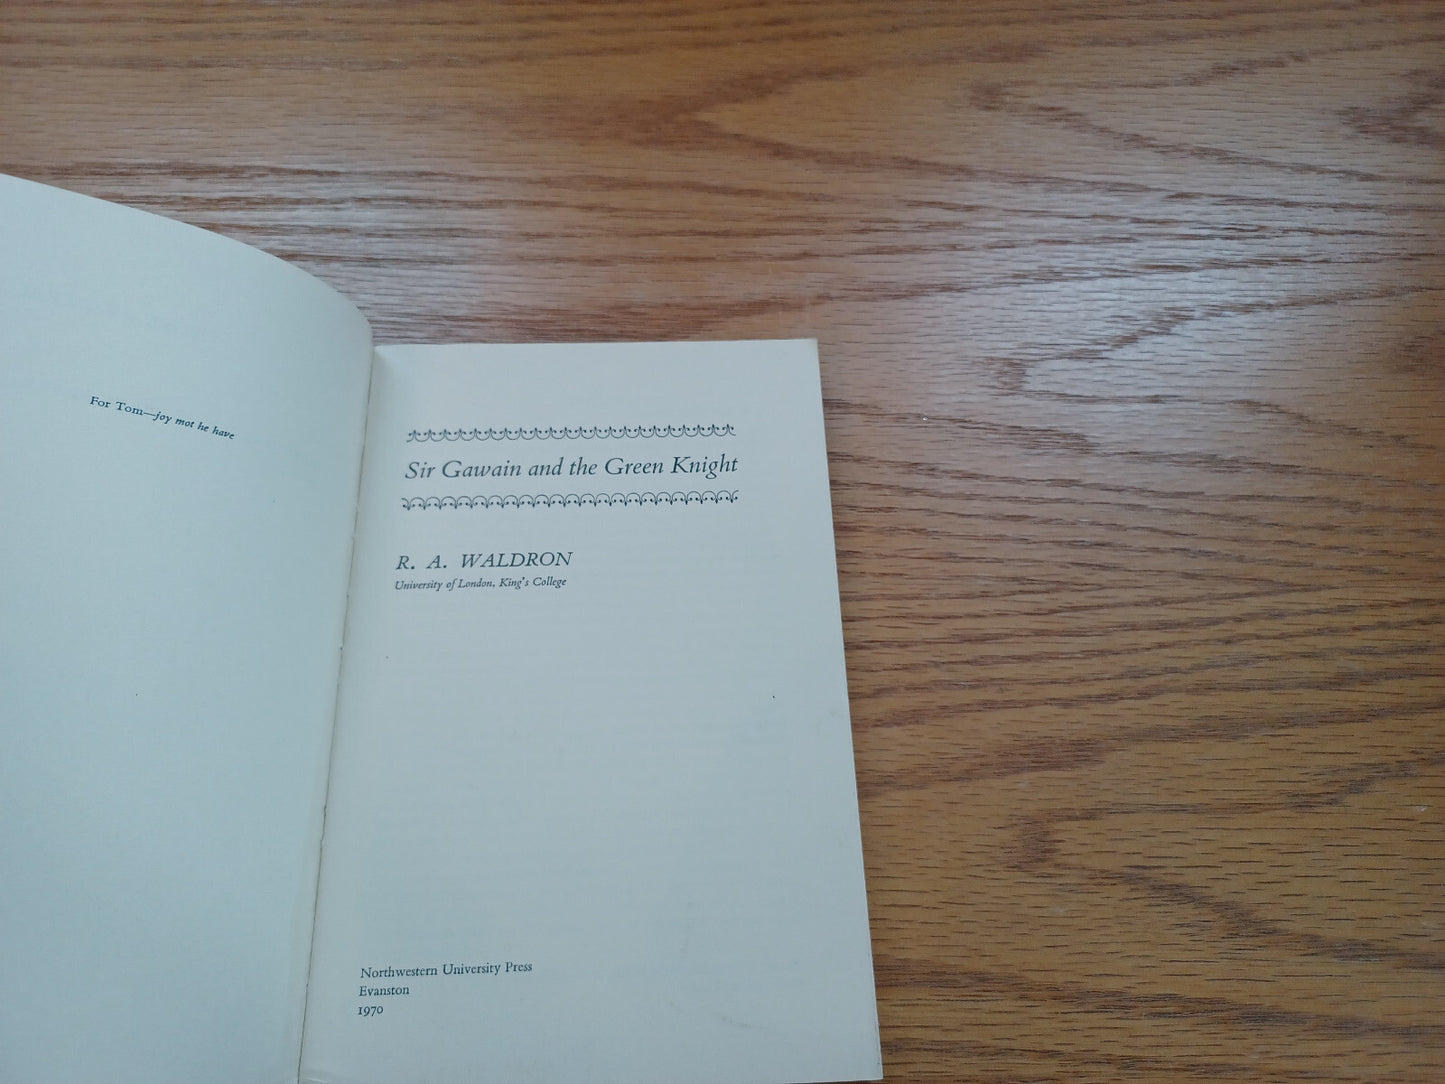 For Tom—joy mot he have
Sir Gawain and the Green Knight
R. A. WALDRON
University of London, King's College
Northwestern University Press
Evanston
1970